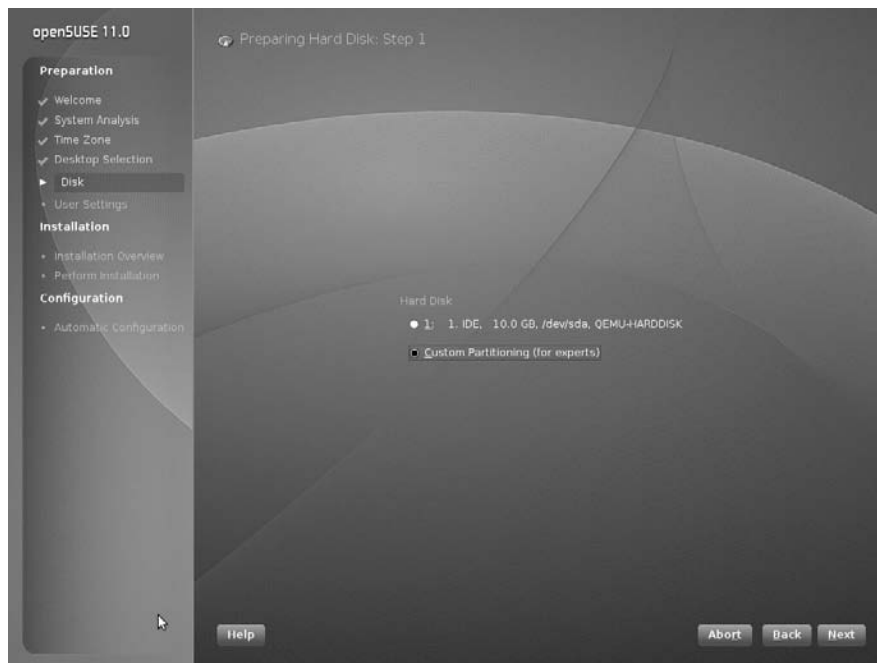 openSUSE 11.0
Preparation
Welcome
System Analysis
Time Zone
Desktop Selection
Disk
User Settings
Installation
Installation Overview
Perform Installation
Configuration
Automatic Configuration
Preparing Hard Disk: Step 1
Hard Disk
1: 1. IDE, 10.0 GB, /dev/sda, QEMU-HARDDISK
Custom Partitioning (for experts)
Help
Abort
Back
Next